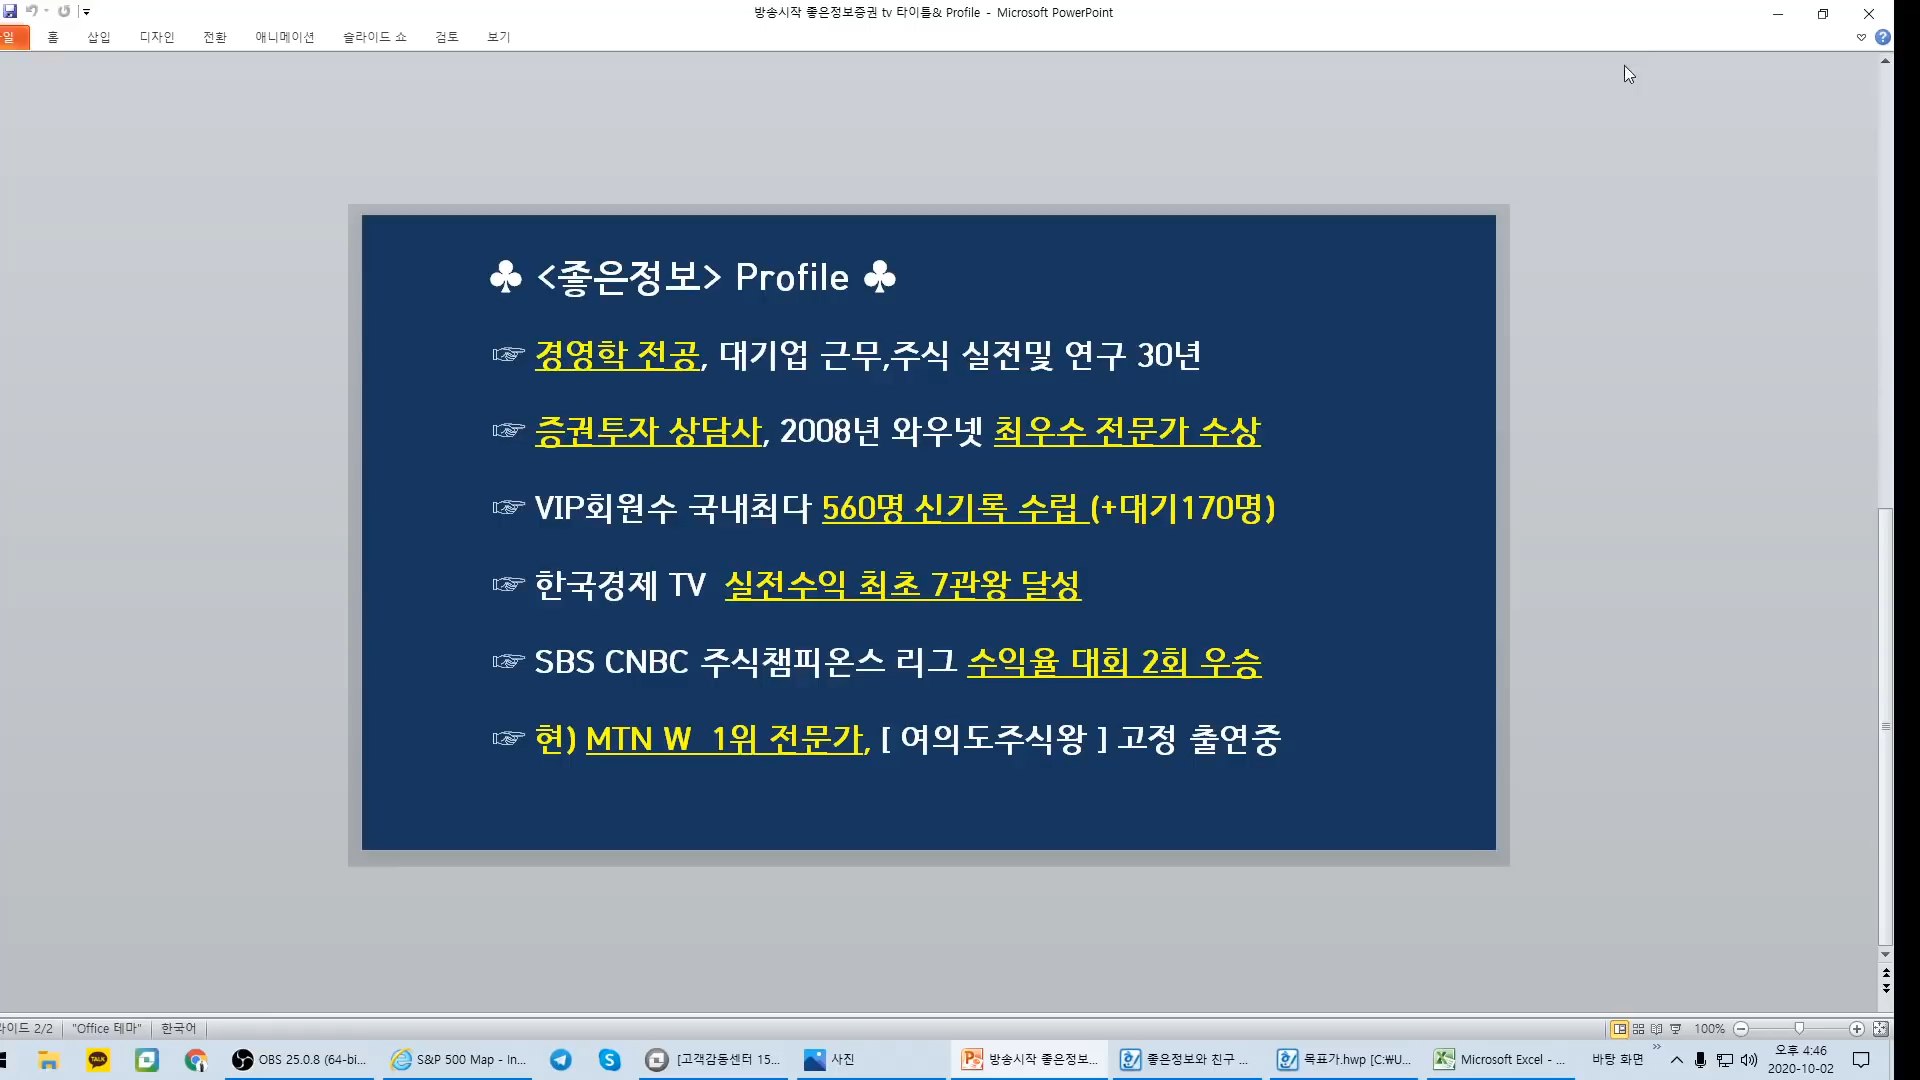 방송시작 좋은정보증권 tv 타이틀& Profile - Microsoft PowerPoint
일 홈 삽입 디자인 전환 애니메이션 슬라이드 쇼 검토 보기
♣ <좋은정보> Profile ♣
☞ 경영학 전공, 대기업 근무,주식 실전및 연구 30년
☞ 증권투자 상담사, 2008년 와우넷 최우수 전문가 수상
☞ VIP회원수 국내최다 560명 신기록 수립 (+대기170명)
☞ 한국경제 TV 실전수익 최초 7관왕 달성
☞ SBS CNBC 주식챔피온스 리그 수익율 대회 2회 우승
☞ 현) MTN W 1위 전문가, [ 여의도주식왕 ] 고정 출연중
라이드 2/2 "Office 테마" 한국어 100%
TALK OBS 25.0.8 (64-bi... S&P 500 Map - In... [고객감동센터 15... 사진 방송시작 좋은정보... 좋은정보와 친구 ... 목표가.hwp [C:₩U... Microsoft Excel - ... 바탕 화면 오후 4:46
2020-10-02